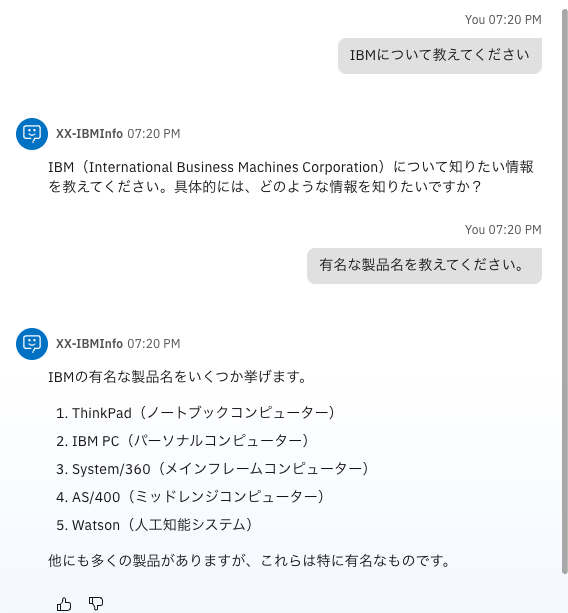 You 07:20 PM
IBMについて教えてください
XX-IBMInfo 07:20 PM
IBM（International Business Machines Corporation）について知りたい情報
を教えてください。具体的には、どのような情報を知りたいですか？
You 07:20 PM
有名な製品名を教えてください。
XX-IBMInfo 07:20 PM
IBMの有名な製品名をいくつか挙げます。
1. ThinkPad（ノートブックコンピューター）
2. IBM PC（パーソナルコンピューター）
3. System/360（メインフレームコンピューター）
4. AS/400（ミッドレンジコンピューター）
5. Watson（人工知能システム）
他にも多くの製品がありますが、これらは特に有名なものです。